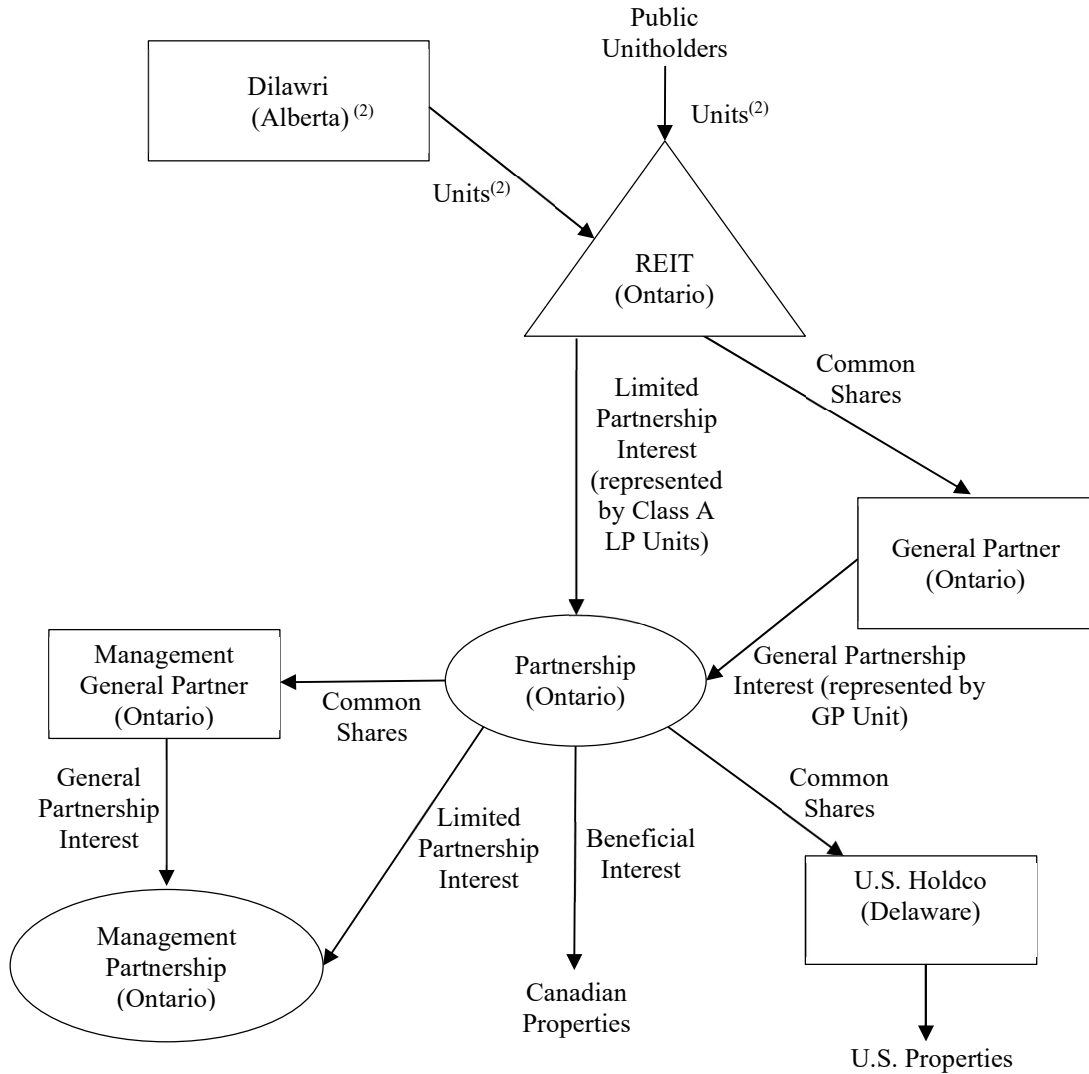 Public
Unitholders
Dilawri
(Alberta) (2)
Units(2)
Units(2)
REIT
(Ontario)
Common
Shares
Limited
Partnership
Interest
(represented
by Class A
LP Units)
General Partner
(Ontario)
Management
General Partner
(Ontario)
Partnership
(Ontario)
General Partnership
Interest (represented by
GP Unit)
Common
Shares
General
Partnership
Interest
Limited
Partnership
Interest
Beneficial
Interest
Common
Shares
U.S. Holdco
(Delaware)
Management
Partnership
(Ontario)
Canadian
Properties
U.S. Properties